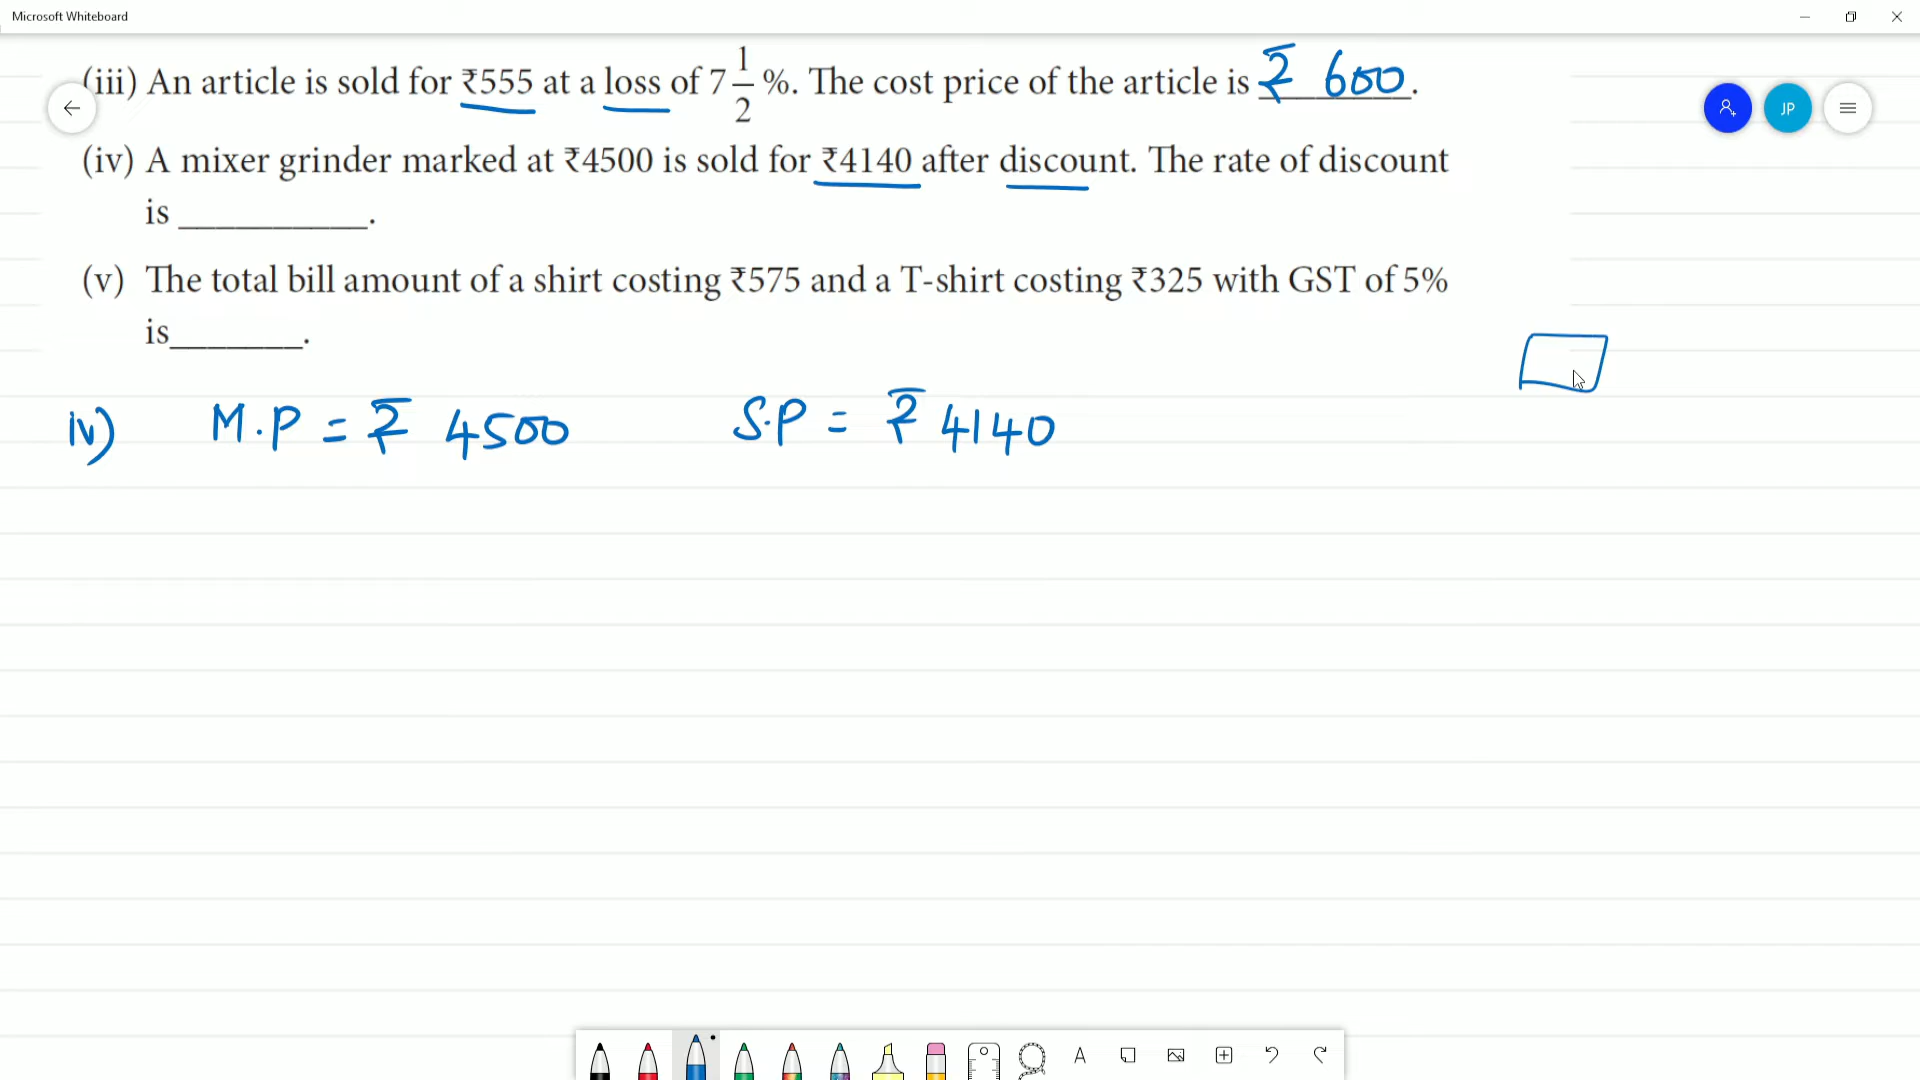 Microsoft Whiteboard
(iii) An article is sold for ₹555 at a loss of 7 1/2 %. The cost price of the article is ₹ 600.
(iv) A mixer grinder marked at ₹4500 is sold for ₹4140 after discount. The rate of discount
is __________.
(v) The total bill amount of a shirt costing ₹575 and a T-shirt costing ₹325 with GST of 5%
is_______.
JP
iv) M.P = ₹ 4500 S.P = ₹ 4140
A